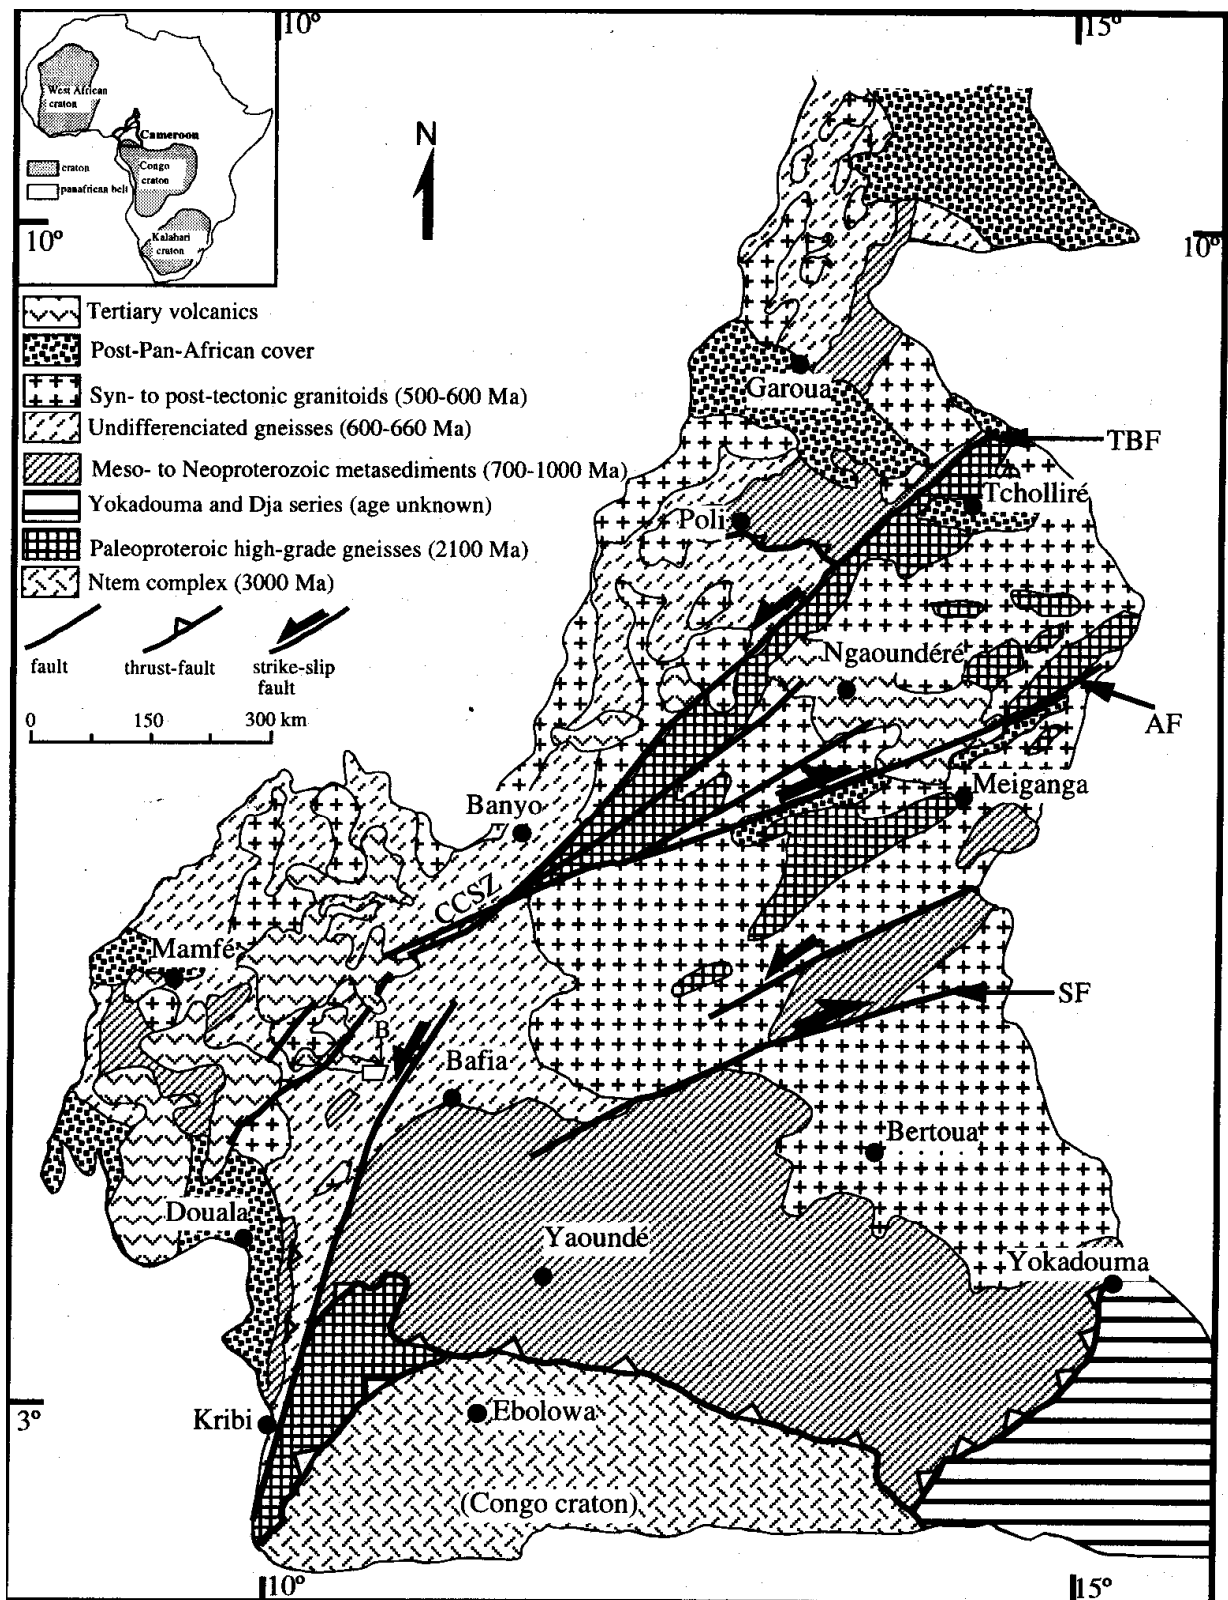 10°
15°
West African
craton
Cameroon
Congo
craton
craton
panafrican belt
Kalahari
craton
N
10°
10°
Tertiary volcanics
Post-Pan-African cover
Syn- to post-tectonic granitoids (500-600 Ma)
Undifferenciated gneisses (600-660 Ma)
Meso- to Neoproterozoic metasediments (700-1000 Ma)
Yokadouma and Dja series (age unknown)
Paleoproteroic high-grade gneisses (2100 Ma)
Ntem complex (3000 Ma)
fault
thrust-fault
strike-slip
fault
0 150 300 km
Garoua
TBF
Tcholliré
Poli
Ngaoundéré
AF
Meiganga
Banyo
CCSZ
Mamfé
SF
B
Bafia
Bertoua
Douala
Yaoundé
Yokadouma
3°
Kribi
Ebolowa
(Congo craton)
10°
15°